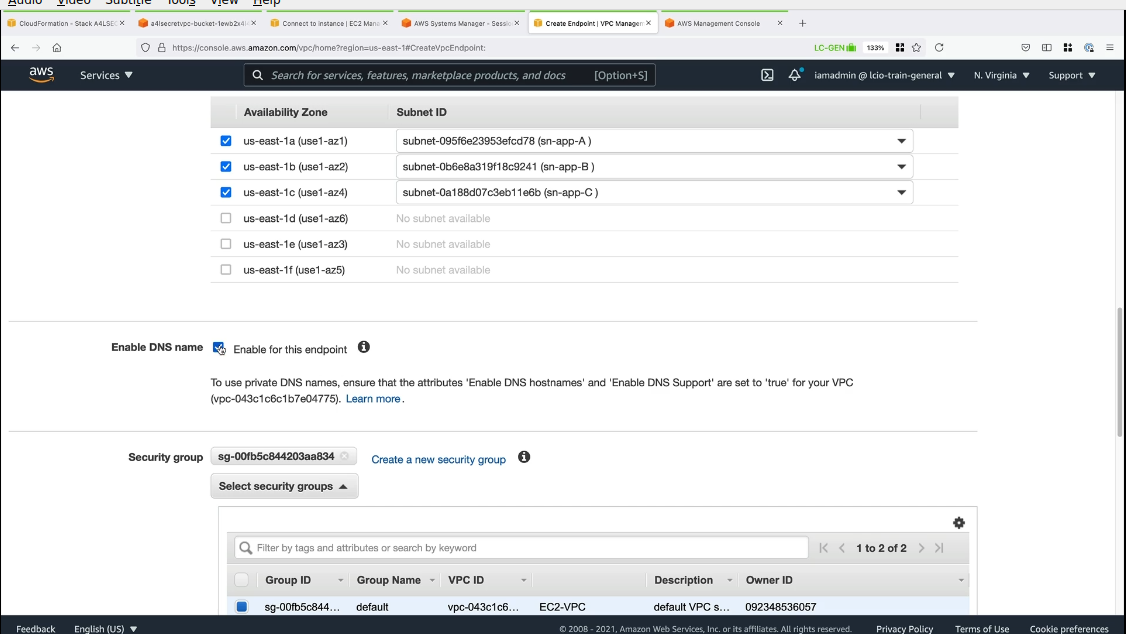 Audio Video Subtitle Tools View Help
CloudFormation - Stack A4LSEC
a4lsecretvpc-bucket-1ewb2x4l
Connect to instance | EC2 Mana
AWS Systems Manager - Sessio
Create Endpoint | VPC Managem
AWS Management Console
https://console.aws.amazon.com/vpc/home?region=us-east-1#CreateVpcEndpoint:
LC-GEN
133%
aws
Services
Search for services, features, marketplace products, and docs [Option+S]
iamadmin @ lcio-train-general
N. Virginia
Support
Availability Zone Subnet ID
us-east-1a (use1-az1) subnet-095f6e23953efcd78 (sn-app-A )
us-east-1b (use1-az2) subnet-0b6e8a319f18c9241 (sn-app-B )
us-east-1c (use1-az4) subnet-0a188d07c3eb11e6b (sn-app-C )
us-east-1d (use1-az6) No subnet available
us-east-1e (use1-az3) No subnet available
us-east-1f (use1-az5) No subnet available
Enable DNS name Enable for this endpoint
To use private DNS names, ensure that the attributes 'Enable DNS hostnames' and 'Enable DNS Support' are set to 'true' for your VPC
(vpc-043c1c6c1b7e04775). Learn more.
Security group sg-00fb5c844203aa834 Create a new security group
Select security groups
Filter by tags and attributes or search by keyword
1 to 2 of 2
Group ID Group Name VPC ID Description Owner ID
sg-00fb5c844... default vpc-043c1c6... EC2-VPC default VPC s... 092348536057
Feedback English (US) © 2008 - 2021, Amazon Web Services, Inc. or its affiliates. All rights reserved. Privacy Policy Terms of Use Cookie preferences